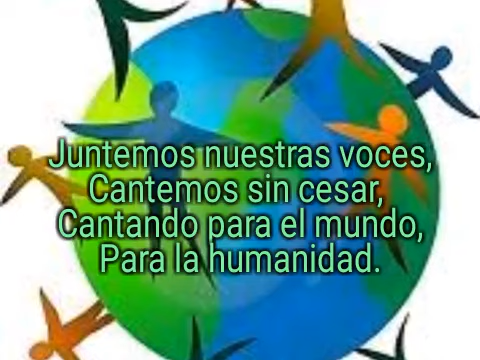 Juntemos nuestras voces,
Cantemos sin cesar,
Cantando para el mundo,
Para la humanidad.